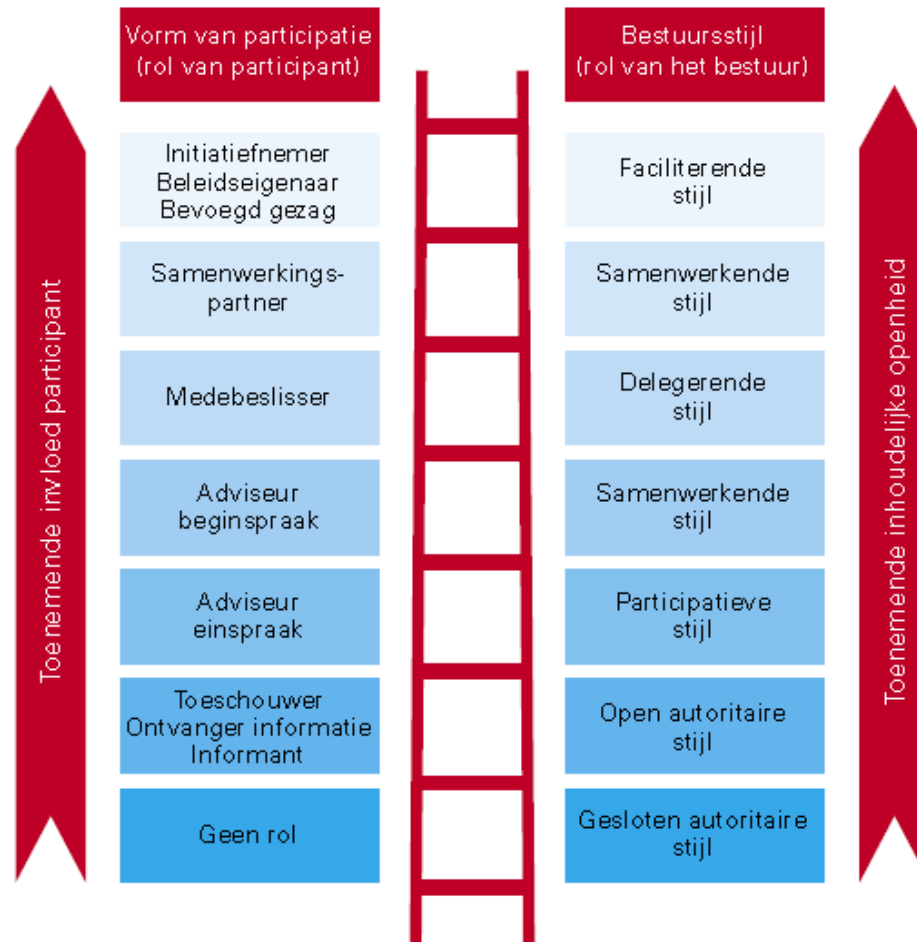 Vorm van participatie
(rol van participant)
Bestuursstijl
(rol van het bestuur)
Toenemende invloed participant
Initiatiefnemer
Beleidseigenaar
Bevoegd gezag
Faciliterende
stijl
Samenwerkings-
partner
Samenwerkende
stijl
Medebeslisser
Delegerende
stijl
Adviseur
beginspraak
Samenwerkende
stijl
Adviseur
einspraak
Participatieve
stijl
Toeschouwer
Ontvanger informatie
Informant
Open autoritaire
stijl
Geen rol
Gesloten autoritaire
stijl
Toenemende inhoudelijke openheid